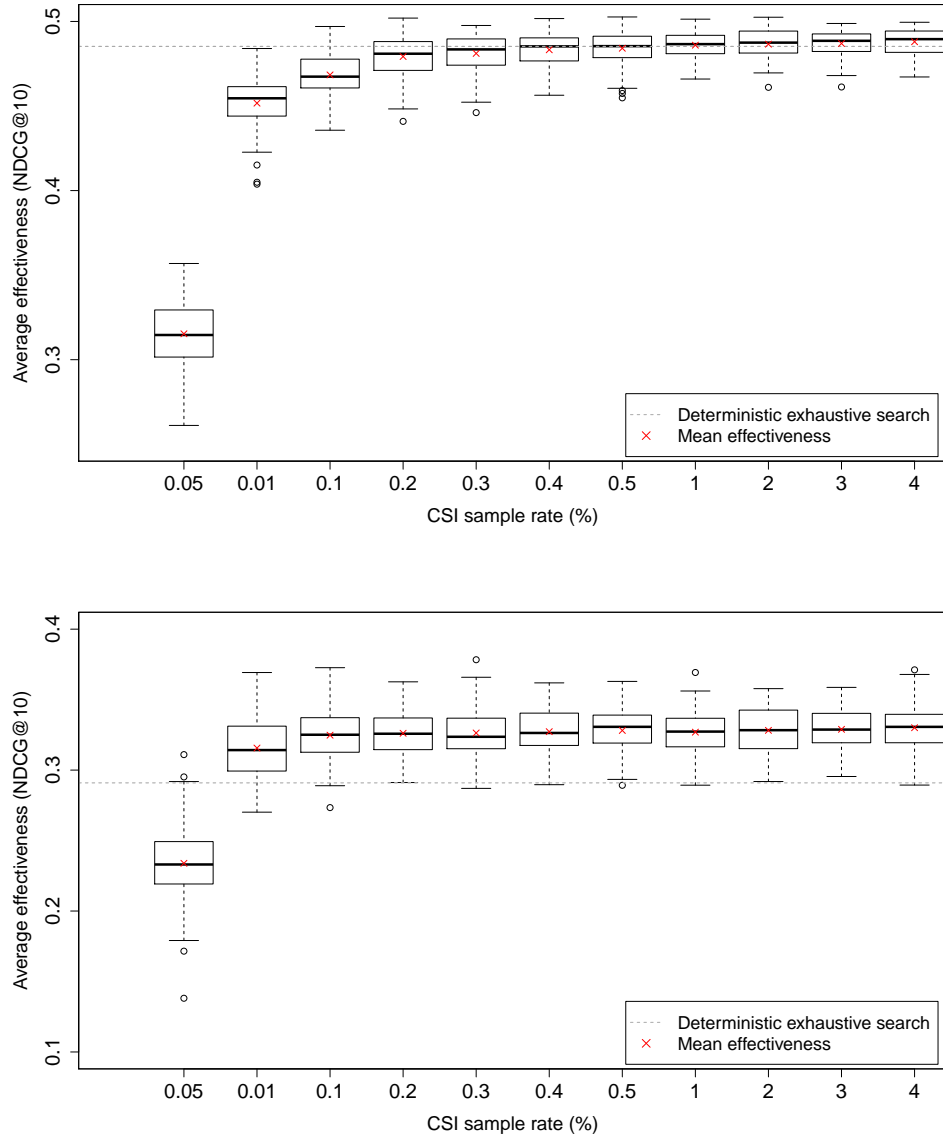 0.5
0.4
0.3
Average effectiveness (NDCG@10)
Deterministic exhaustive search
Mean effectiveness
0.05 0.01 0.1 0.2 0.3 0.4 0.5 1 2 3 4
CSI sample rate (%)
0.4
0.3
0.2
0.1
Average effectiveness (NDCG@10)
Deterministic exhaustive search
Mean effectiveness
0.05 0.01 0.1 0.2 0.3 0.4 0.5 1 2 3 4
CSI sample rate (%)